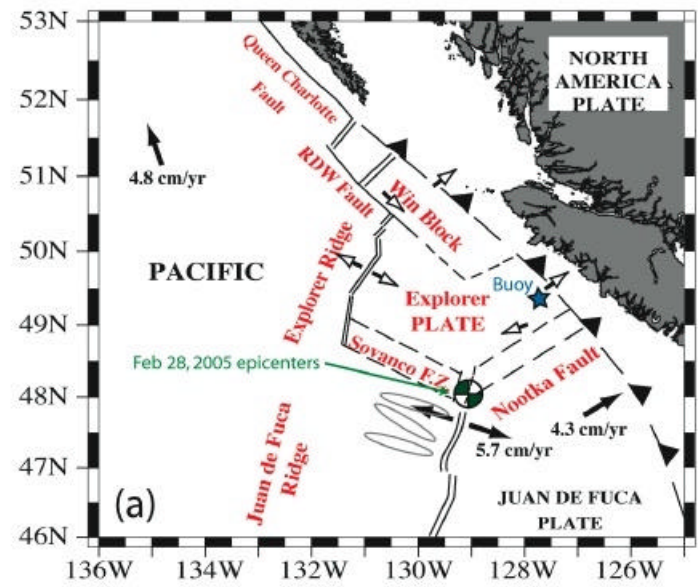 53N
52N
51N
50N
49N
48N
47N
46N
136W
134W
132W
130W
128W
126W
Queen Charlotte
Fault
NORTH
AMERICA
PLATE
4.8 cm/yr
RDW Fault
Win Block
PACIFIC
Explorer Ridge
Buoy
Explorer
PLATE
Sovanco F.Z.
Feb 28, 2005 epicenters
Nootka Fault
4.3 cm/yr
5.7 cm/yr
Juan de Fuca
Ridge
JUAN DE FUCA
PLATE
(a)